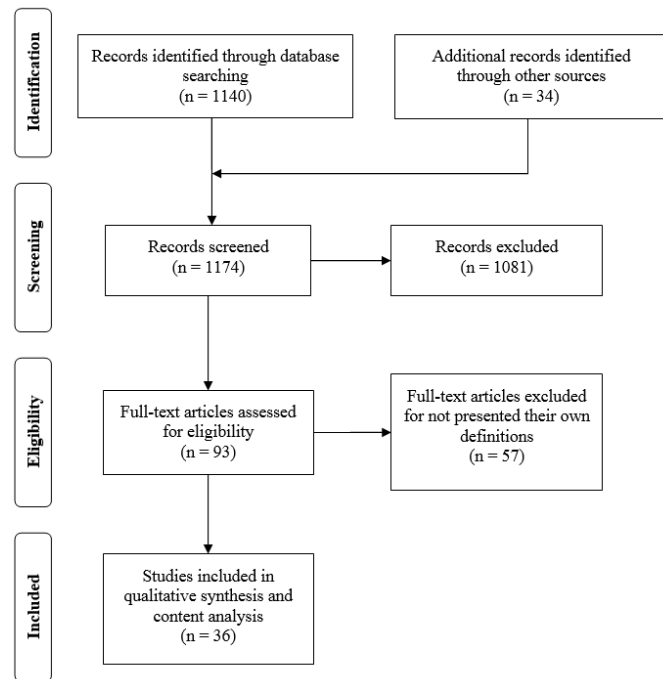 Identification
Records identified through database
searching
(n = 1140)
Additional records identified
through other sources
(n = 34)
Screening
Records screened
(n = 1174)
Records excluded
(n = 1081)
Eligibility
Full-text articles assessed
for eligibility
(n = 93)
Full-text articles excluded
for not presented their own
definitions
(n = 57)
Included
Studies included in
qualitative synthesis and
content analysis
(n = 36)